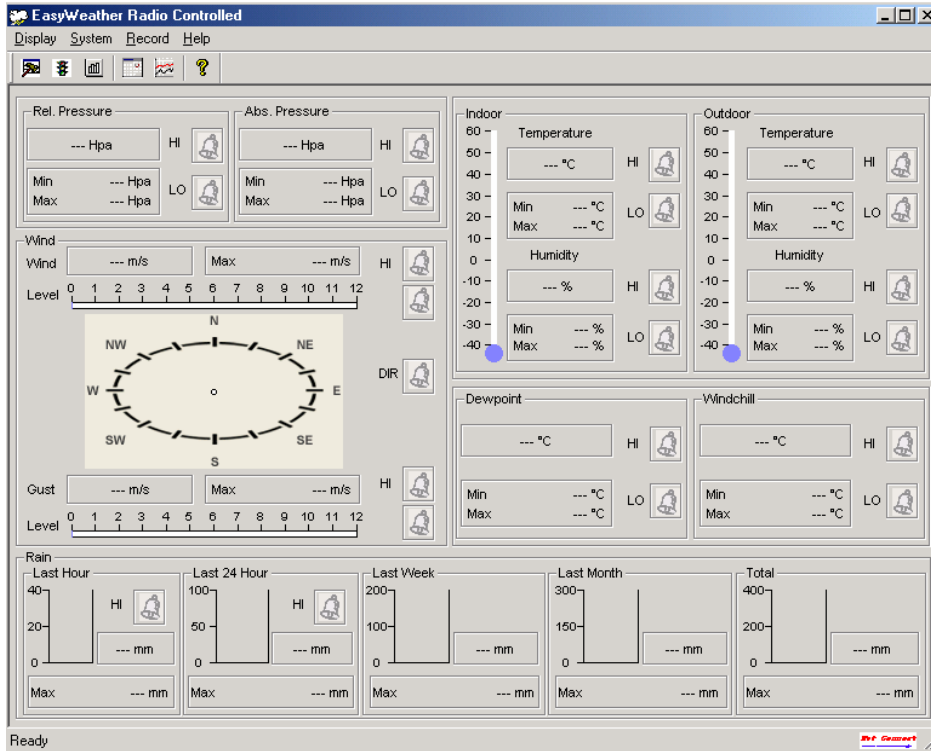 EasyWeather Radio Controlled
Display System Record Help
Rel. Pressure
--- Hpa
HI
Min --- Hpa
Max --- Hpa
LO
Abs. Pressure
--- Hpa
HI
Min --- Hpa
Max --- Hpa
LO
Wind
Wind --- m/s Max --- m/s HI
Level 0 1 2 3 4 5 6 7 8 9 10 11 12
N
NW NE
W E
SW SE
S
DIR
Gust --- m/s Max --- m/s HI
Level 0 1 2 3 4 5 6 7 8 9 10 11 12
Indoor
60
50
40
30
20
10
0
-10
-20
-30
-40
Temperature
--- °C
HI
Min --- °C
Max --- °C
LO
Humidity
--- %
HI
Min --- %
Max --- %
LO
Outdoor
60
50
40
30
20
10
0
-10
-20
-30
-40
Temperature
--- °C
HI
Min --- °C
Max --- °C
LO
Humidity
--- %
HI
Min --- %
Max --- %
LO
Dewpoint
--- °C
HI
Min --- °C
Max --- °C
LO
Windchill
--- °C
HI
Min --- °C
Max --- °C
LO
Rain
Last Hour
40
20
0
HI
--- mm
Max --- mm
Last 24 Hour
100
50
0
HI
--- mm
Max --- mm
Last Week
200
100
--- mm
Max --- mm
Last Month
300
150
0
--- mm
Max --- mm
Total
400
200
0
--- mm
Max --- mm
Ready
Not Connect